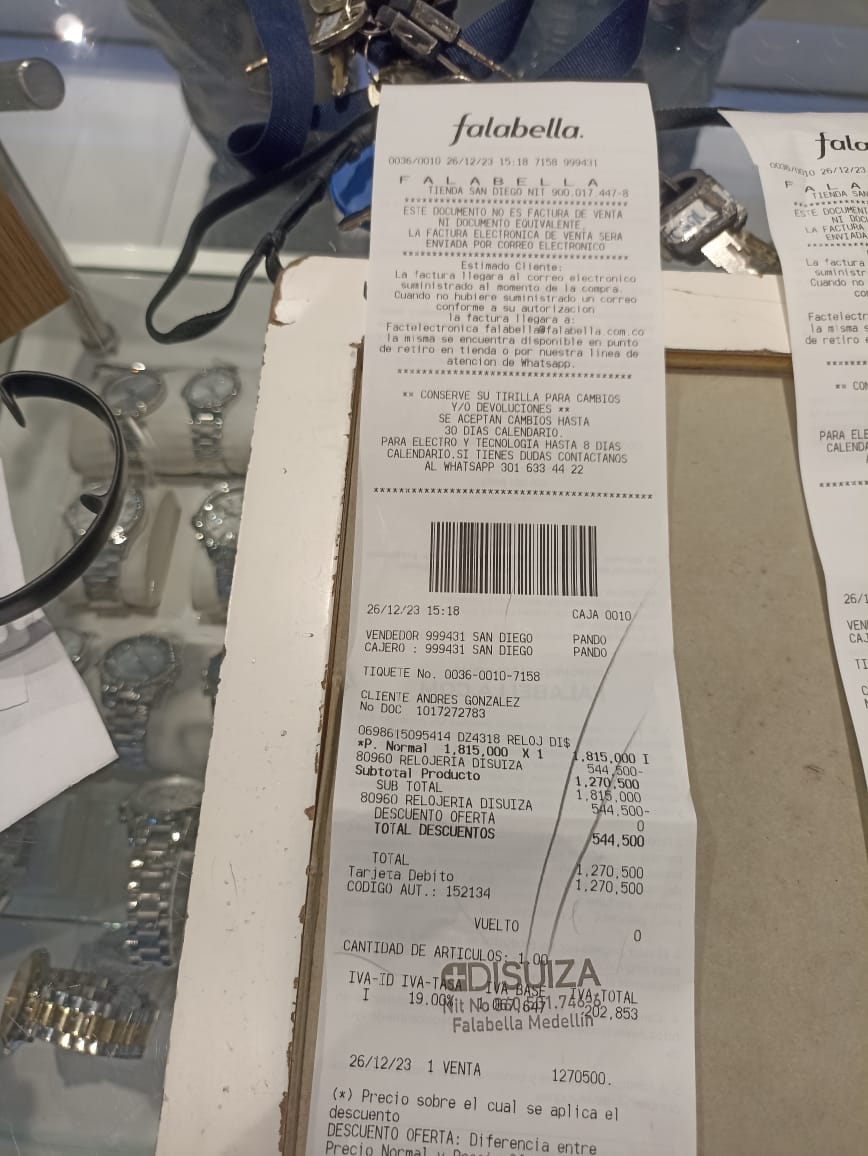 falabella.
0036/0010 26/12/23 15:18 7158 999431
F A L A B E L L A
TIENDA SAN DIEGO NIT 900.017.447-8
****************************************
ESTE DOCUMENTO NO ES FACTURA DE VENTA
NI DOCUMENTO EQUIVALENTE,
LA FACTURA ELECTRONICA DE VENTA SERA
ENVIADA POR CORREO ELECTRONICO
****************************************
Estimado Cliente:
La factura llegara al correo electronico
suministrado al momento de la compra.
Cuando no hubiere suministrado un correo
conforme a su autorizacion
la factura llegara a:
Factelectronica falabella@falabella.com.co
la misma se encuentra disponible en punto
de retiro en tienda o por nuestra linea de
atencion de Whatsapp.
****************************************
** CONSERVE SU TIRILLA PARA CAMBIOS
Y/O DEVOLUCIONES **
SE ACEPTAN CAMBIOS HASTA
30 DIAS CALENDARIO.
PARA ELECTRO Y TECNOLOGIA HASTA 8 DIAS
CALENDARIO.SI TIENES DUDAS CONTACTANOS
AL WHATSAPP 301 633 44 22
****************************************
26/12/23 15:18 CAJA 0010
VENDEDOR 999431 SAN DIEGO PANDO
CAJERO : 999431 SAN DIEGO PANDO
TIQUETE No. 0036-0010-7158
CLIENTE ANDRES GONZALEZ
No DOC 1017272783
0698615095414 DZ4318 RELOJ DI$
*P. Normal 1,815,000 X 1 1,815,000 I
80960 RELOJERIA DISUIZA 544,500-
Subtotal Producto 1,270,500
SUB TOTAL 1,815,000
80960 RELOJERIA DISUIZA 544,500-
DESCUENTO OFERTA 0
TOTAL DESCUENTOS 544,500
TOTAL 1,270,500
Tarjeta Debito 1,270,500
CODIGO AUT.: 152134
VUELTO 0
CANTIDAD DE ARTICULOS: 1.00
DISUIZA
IVA-ID IVA-TASA IVA-BASE IVA-TOTAL
I 19.00% 1,067,647 202,853
Nit No
Falabella Medellín
26/12/23 1 VENTA 1270500.
(*) Precio sobre el cual se aplica el
descuento
DESCUENTO OFERTA: Diferencia entre
Precio Normal y